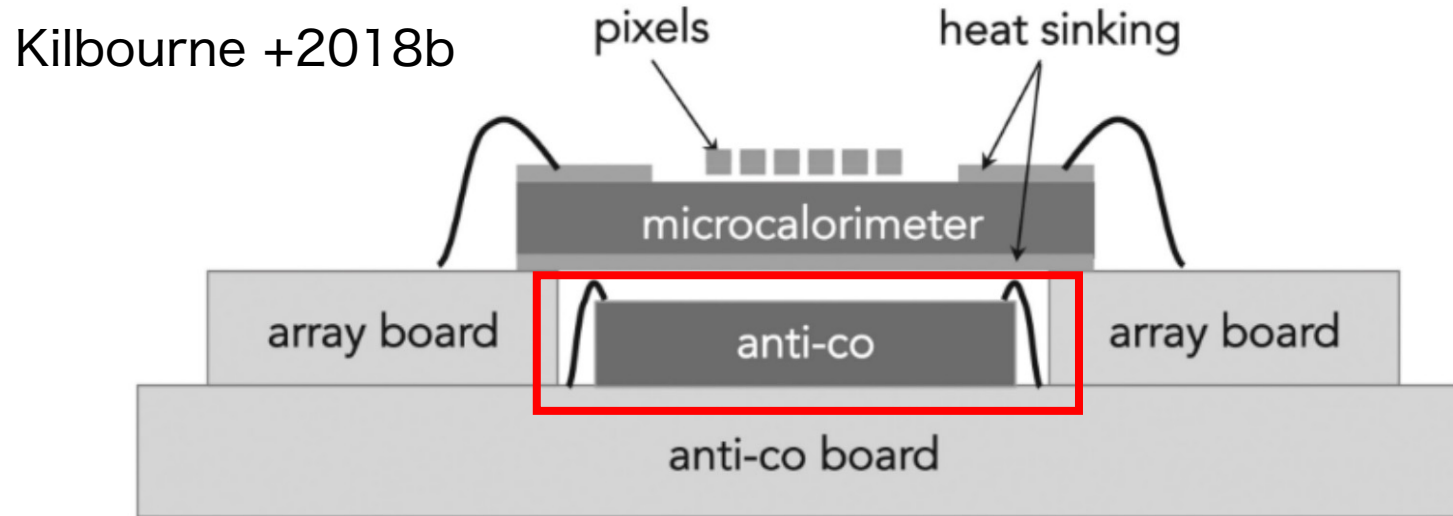 Kilbourne +2018b
pixels
heat sinking
microcalorimeter
array board
anti-co
array board
anti-co board